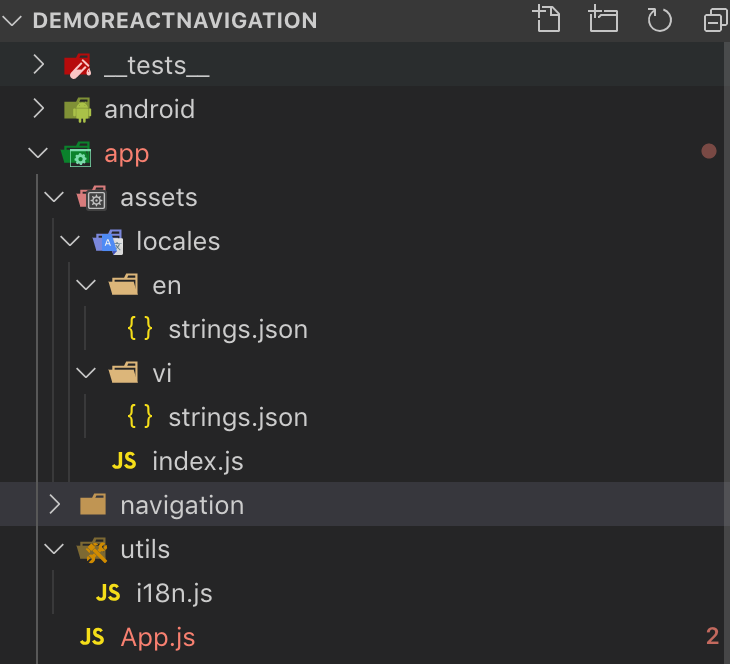 DEMOREACTNAVIGATION
__tests__
android
app
assets
locales
en
{ } strings.json
vi
{ } strings.json
JS index.js
navigation
utils
JS i18n.js
JS App.js 2